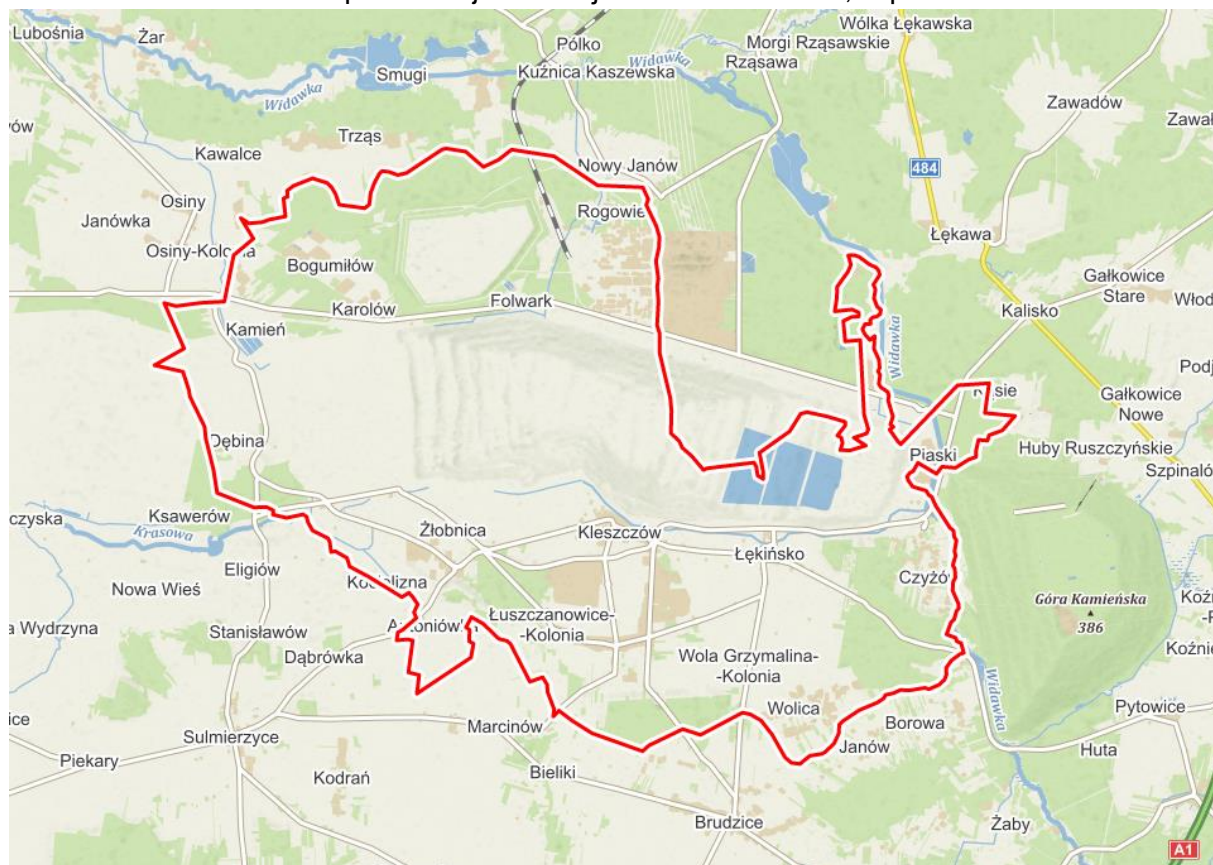 Lubośnia
Żar
Pólko
Wólka Łękawska
Morgi Rząsawskie
Rząsawa
Widawka
Smugi
Kuźnica Kaszewska
Widawka
Zawadów
Trząs
Kawalce
Nowy Janów
484
Osiny
Janówka
Rogowie
Łękawa
Osiny-Kolonia
Bogumiłów
Gałkowice
Stare
Karolów
Folwark
Kalisko
Kamień
Widawka
Gałkowice
Nowe
Dębina
Piaski
Huby Ruszczyńskie
Ksawerów
Krasowa
Żłobnica
Kleszczów
Łękińsko
Eligiów
Nowa Wieś
Czyżów
Góra Kamieńska
386
Łuszczanowice-
-Kolonia
Stanisławów
a Wydrzyna
Dąbrówka
Wola Grzymalina-
-Kolonia
Wolica
Widawka
Pytowice
Marcinów
Borowa
Sulmierzyce
Janów
Huta
Piekary
Kodrań
Bieliki
Brudzice
Żaby
A1